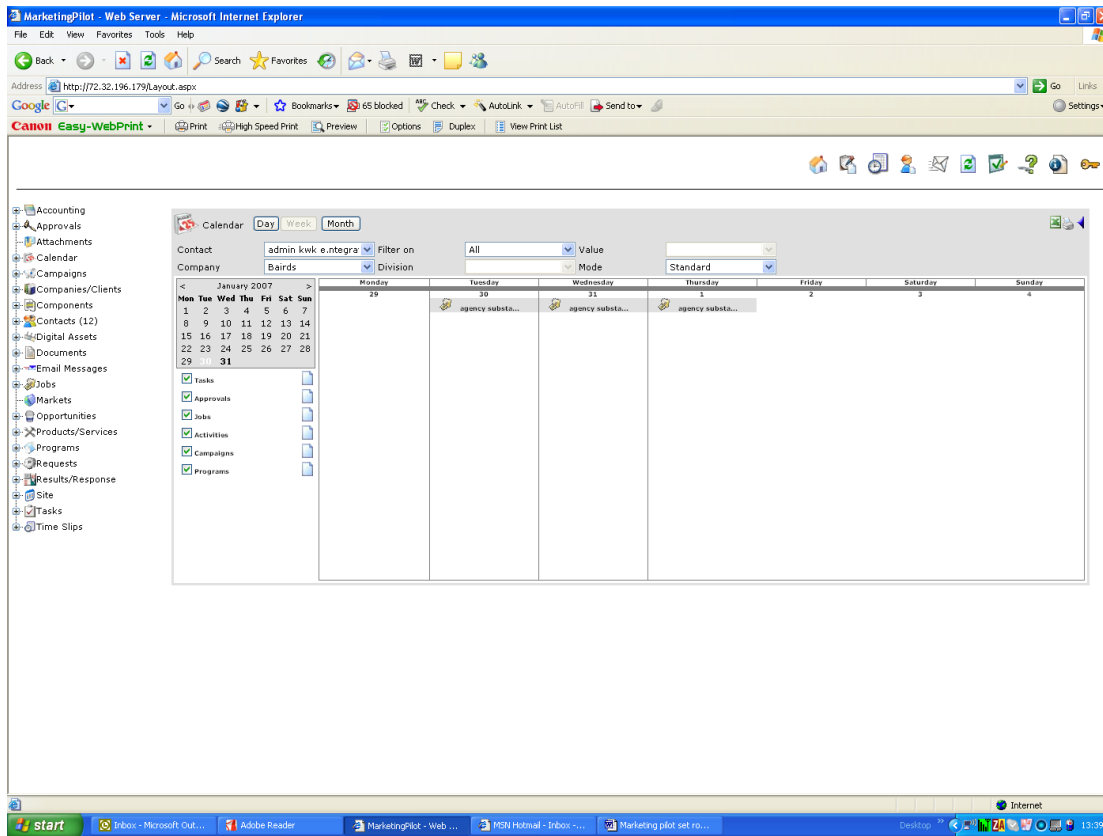 MarketingPilot - Web Server - Microsoft Internet Explorer
File Edit View Favorites Tools Help
Back Search Favorites
Address http://72.32.196.179/Layout.aspx Go Links
Google G Go Bookmarks 65 blocked Check AutoLink AutoFill Send to Settings
Canon Easy-WebPrint Print High Speed Print Preview Options Duplex View Print List
Accounting
Approvals
Attachments
Calendar
Campaigns
Companies/Clients
Components
Contacts (12)
Digital Assets
Documents
Email Messages
Jobs
Markets
Opportunities
Products/Services
Programs
Requests
Results/Response
Site
Tasks
Time Slips
Calendar Day Week Month
Contact admin kwk e.ntegra Filter on All Value
Company Bairds Division Mode Standard
< January 2007 >
Mon Tue Wed Thu Fri Sat Sun
1 2 3 4 5 6 7
8 9 10 11 12 13 14
15 16 17 18 19 20 21
22 23 24 25 26 27 28
29 30 31
Tasks
Approvals
Jobs
Activities
Campaigns
Programs
Monday Tuesday Wednesday Thursday Friday Saturday Sunday
29 30 31 1 2 3 4
agency substa... agency substa... agency substa...
Internet
start Inbox - Microsoft Out... Adobe Reader MarketingPilot - Web ... MSN Hotmail - Inbox -... Marketing pilot set ro... Desktop » 13:39